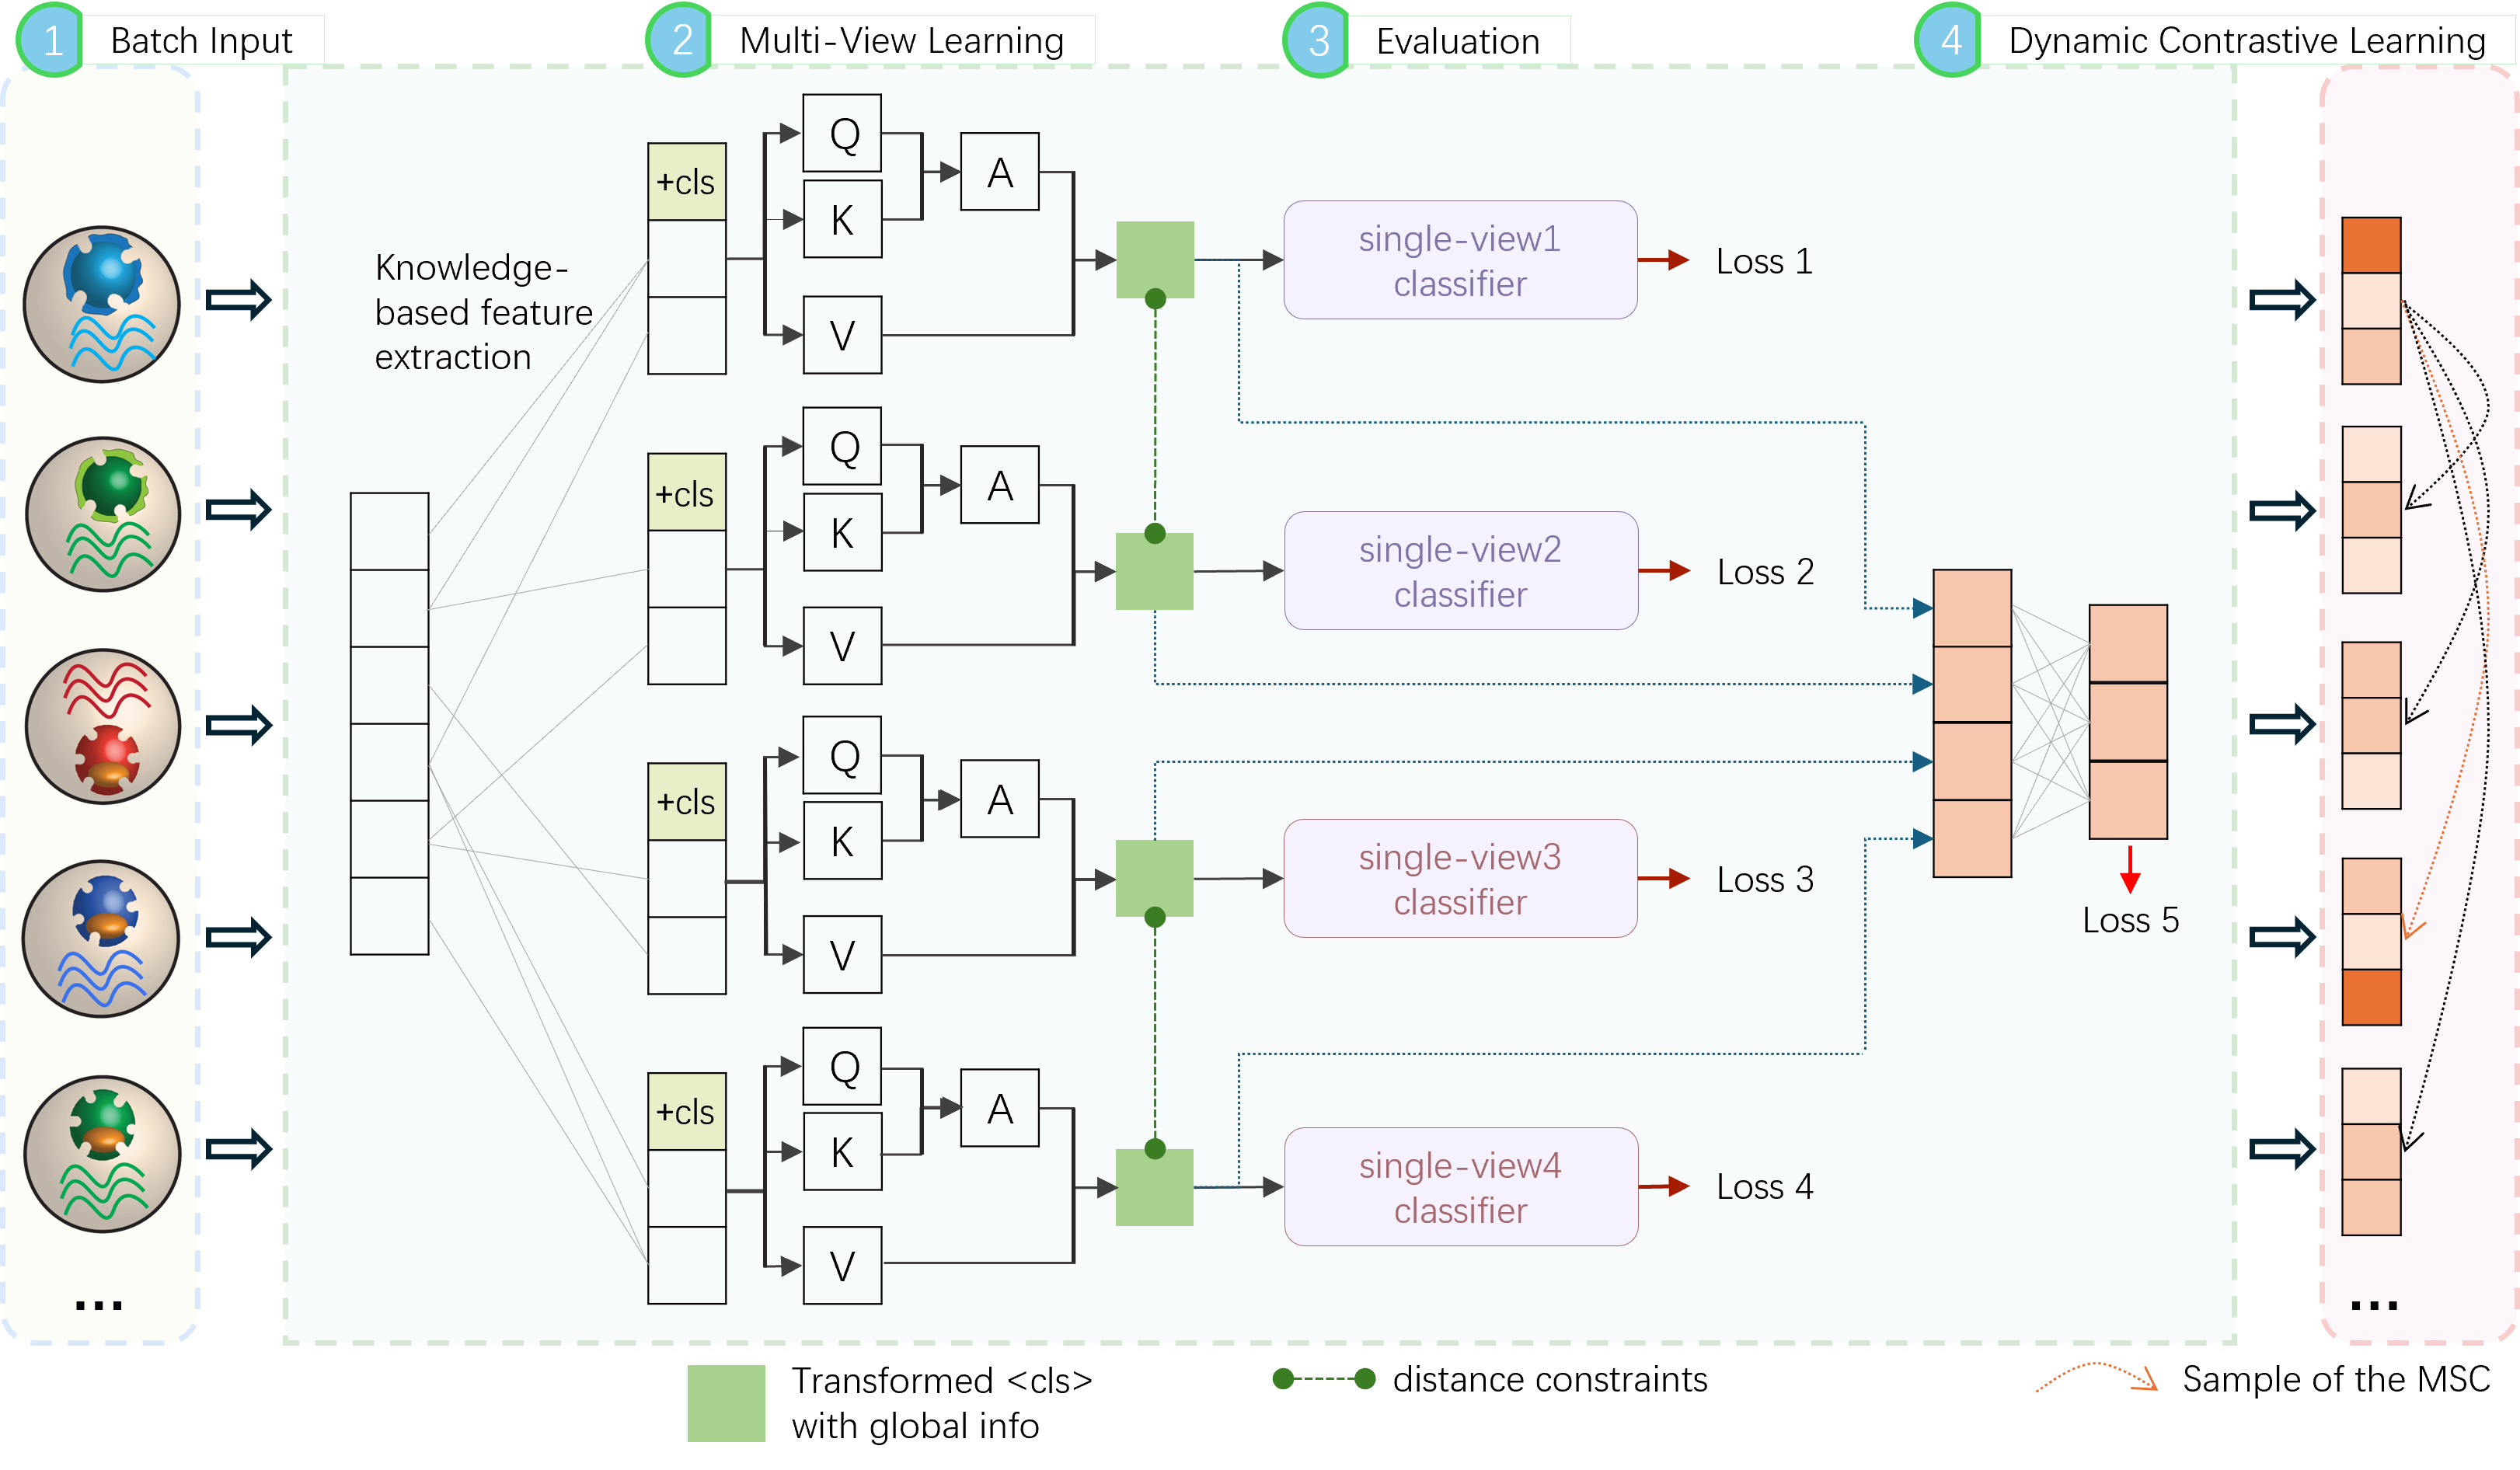 1 Batch Input
2 Multi-View Learning
3 Evaluation
4 Dynamic Contrastive Learning
Knowledge-
based feature
extraction
+cls
Q
K
V
A
single-view1
classifier
Loss 1
+cls
Q
K
V
A
single-view2
classifier
Loss 2
+cls
Q
K
V
A
single-view3
classifier
Loss 3
+cls
Q
K
V
A
single-view4
classifier
Loss 4
Loss 5
...
...
Transformed <cls>
with global info
distance constraints
Sample of the MSC